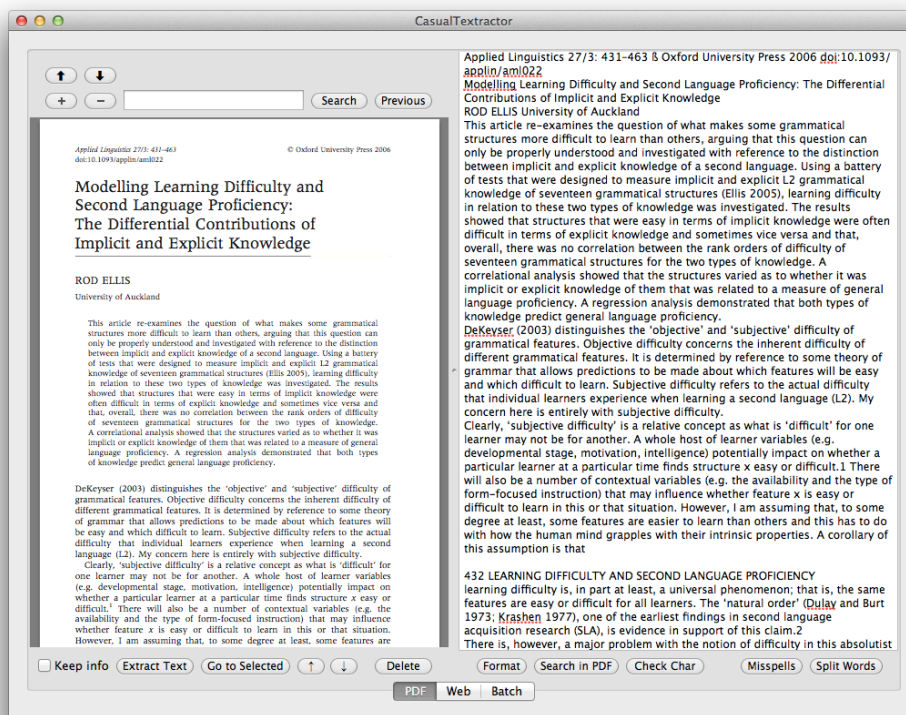 CasualTextractor
⬆ ⬇
+ − Search Previous
Applied Linguistics 27/3: 431–463 © Oxford University Press 2006
doi:10.1093/applin/aml022
Modelling Learning Difficulty and
Second Language Proficiency:
The Differential Contributions of
Implicit and Explicit Knowledge
ROD ELLIS
University of Auckland
This article re-examines the question of what makes some grammatical
structures more difficult to learn than others, arguing that this question can
only be properly understood and investigated with reference to the distinction
between implicit and explicit knowledge of a second language. Using a battery
of tests that were designed to measure implicit and explicit L2 grammatical
knowledge of seventeen grammatical structures (Ellis 2005), learning difficulty
in relation to these two types of knowledge was investigated. The results
showed that structures that were easy in terms of implicit knowledge were
often difficult in terms of explicit knowledge and sometimes vice versa and
that, overall, there was no correlation between the rank orders of difficulty
of seventeen grammatical structures for the two types of knowledge.
A correlational analysis showed that the structures varied as to whether it was
implicit or explicit knowledge of them that was related to a measure of general
language proficiency. A regression analysis demonstrated that both types
of knowledge predict general language proficiency.
DeKeyser (2003) distinguishes the ‘objective’ and ‘subjective’ difficulty of
grammatical features. Objective difficulty concerns the inherent difficulty of
different grammatical features. It is determined by reference to some theory
of grammar that allows predictions to be made about which features will
be easy and which difficult to learn. Subjective difficulty refers to the actual
difficulty that individual learners experience when learning a second
language (L2). My concern here is entirely with subjective difficulty.
Clearly, ‘subjective difficulty’ is a relative concept as what is ‘difficult’ for
one learner may not be for another. A whole host of learner variables
(e.g. developmental stage, motivation, intelligence) potentially impact on
whether a particular learner at a particular time finds structure x easy or
difficult.1 There will also be a number of contextual variables (e.g. the
availability and the type of form-focused instruction) that may influence
whether feature x is easy or difficult to learn in this or that situation.
However, I am assuming that, to some degree at least, some features are
Applied Linguistics 27/3: 431–463 ß Oxford University Press 2006 doi:10.1093/
applin/aml022
Modelling Learning Difficulty and Second Language Proficiency: The Differential
Contributions of Implicit and Explicit Knowledge
ROD ELLIS University of Auckland
This article re-examines the question of what makes some grammatical
structures more difficult to learn than others, arguing that this question can
only be properly understood and investigated with reference to the distinction
between implicit and explicit knowledge of a second language. Using a battery
of tests that were designed to measure implicit and explicit L2 grammatical
knowledge of seventeen grammatical structures (Ellis 2005), learning difficulty
in relation to these two types of knowledge was investigated. The results
showed that structures that were easy in terms of implicit knowledge were often
difficult in terms of explicit knowledge and sometimes vice versa and that,
overall, there was no correlation between the rank orders of difficulty of
seventeen grammatical structures for the two types of knowledge. A
correlational analysis showed that the structures varied as to whether it was
implicit or explicit knowledge of them that was related to a measure of general
language proficiency. A regression analysis demonstrated that both types of
knowledge predict general language proficiency.
DeKeyser (2003) distinguishes the ‘objective’ and ‘subjective’ difficulty of
grammatical features. Objective difficulty concerns the inherent difficulty of
different grammatical features. It is determined by reference to some theory of
grammar that allows predictions to be made about which features will be easy
and which difficult to learn. Subjective difficulty refers to the actual difficulty
that individual learners experience when learning a second language (L2). My
concern here is entirely with subjective difficulty.
Clearly, ‘subjective difficulty’ is a relative concept as what is ‘difficult’ for one
learner may not be for another. A whole host of learner variables (e.g.
developmental stage, motivation, intelligence) potentially impact on whether a
particular learner at a particular time finds structure x easy or difficult.1 There
will also be a number of contextual variables (e.g. the availability and the type of
form-focused instruction) that may influence whether feature x is easy or
difficult to learn in this or that situation. However, I am assuming that, to some
degree at least, some features are easier to learn than others and this has to do
with how the human mind grapples with their intrinsic properties. A corollary of
this assumption is that
432 LEARNING DIFFICULTY AND SECOND LANGUAGE PROFICIENCY
learning difficulty is, in part at least, a universal phenomenon; that is, the same
features are easy or difficult for all learners. The ‘natural order’ (Dulay and Burt
1973; Krashen 1977), one of the earliest findings in second language
acquisition research (SLA), is evidence in support of this claim.2
There is, however, a major problem with the notion of difficulty in this absolutist
Keep info Extract Text Go to Selected ↑ ↓ Delete Format Search in PDF Check Char Misspells Split Words
PDF Web Batch